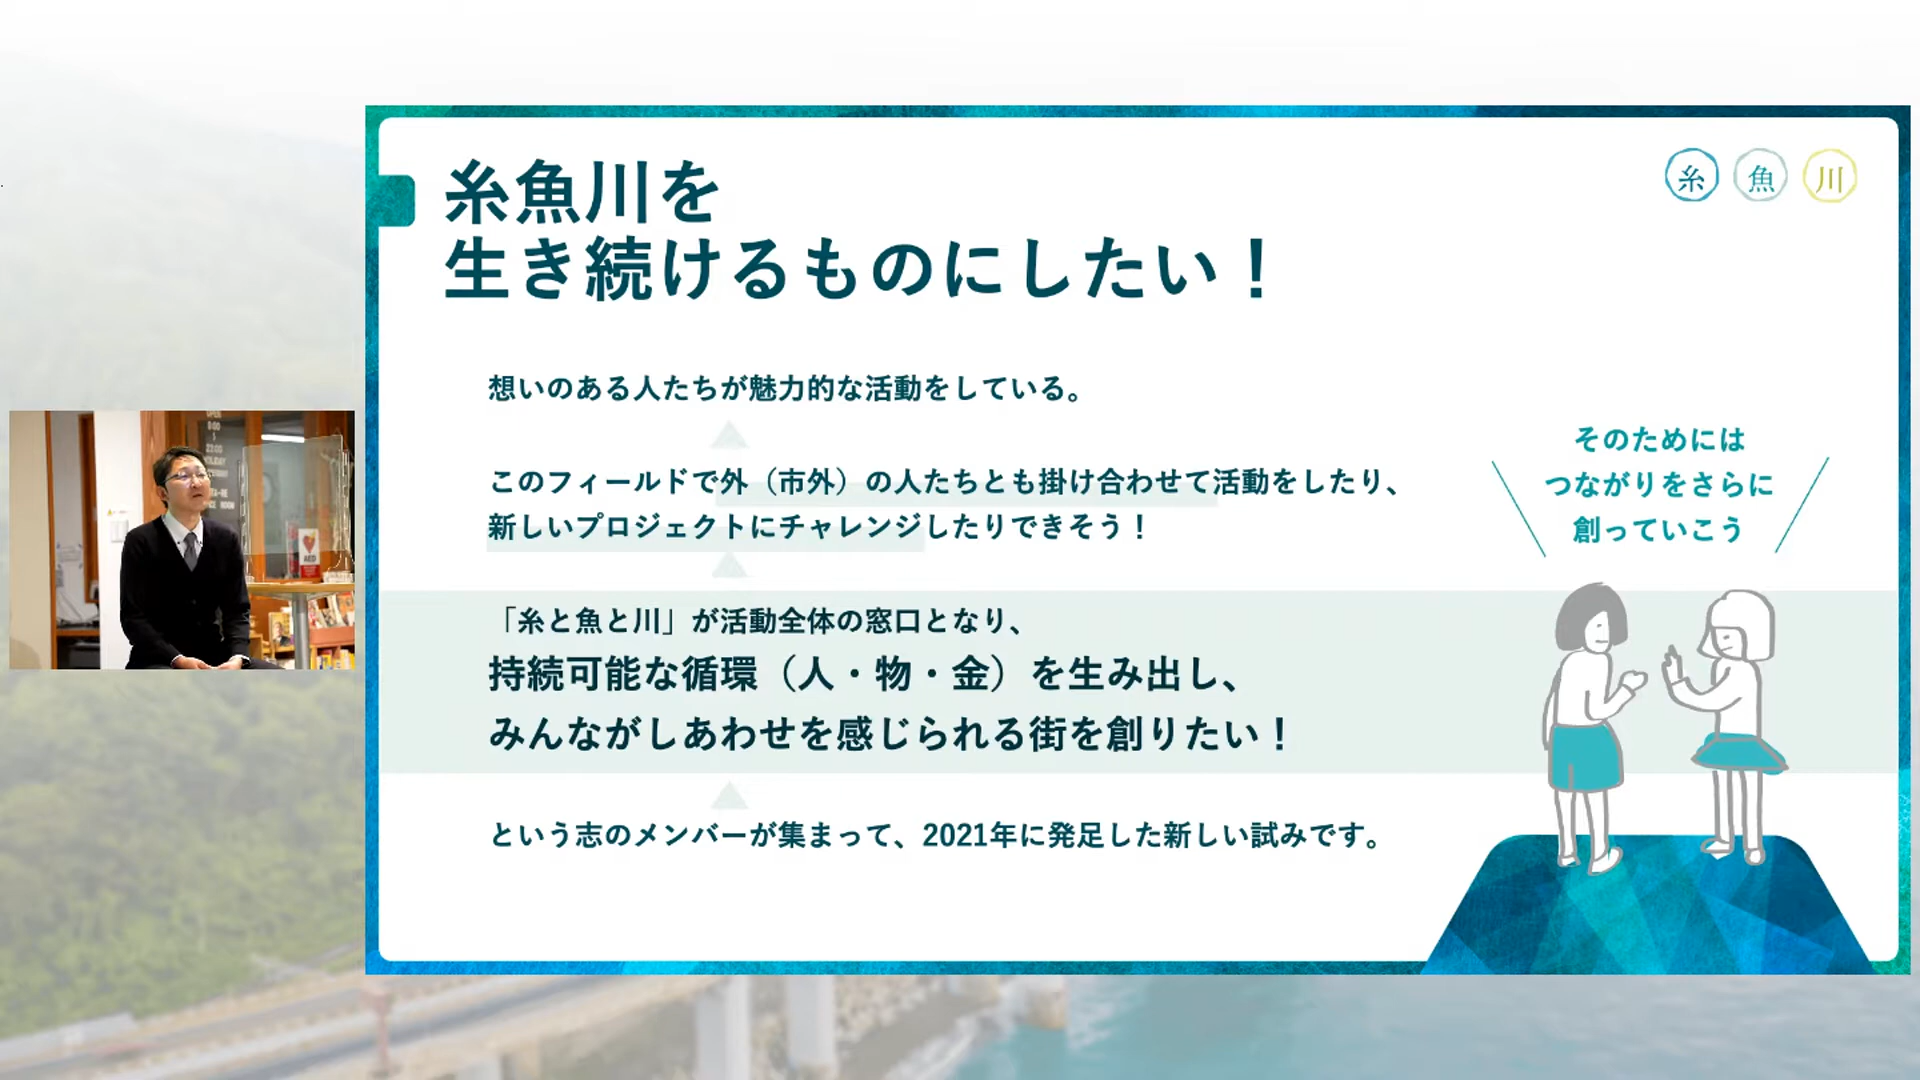 糸魚川を
生き続けるものにしたい！
糸 魚 川
想いのある人たちが魅力的な活動をしている。
このフィールドで外（市外）の人たちとも掛け合わせて活動をしたり、
新しいプロジェクトにチャレンジしたりできそう！
「糸と魚と川」が活動全体の窓口となり、
持続可能な循環（人・物・金）を生み出し、
みんながしあわせを感じられる街を創りたい！
という志のメンバーが集まって、2021年に発足した新しい試みです。
そのためには
つながりをさらに
創っていこう
AED